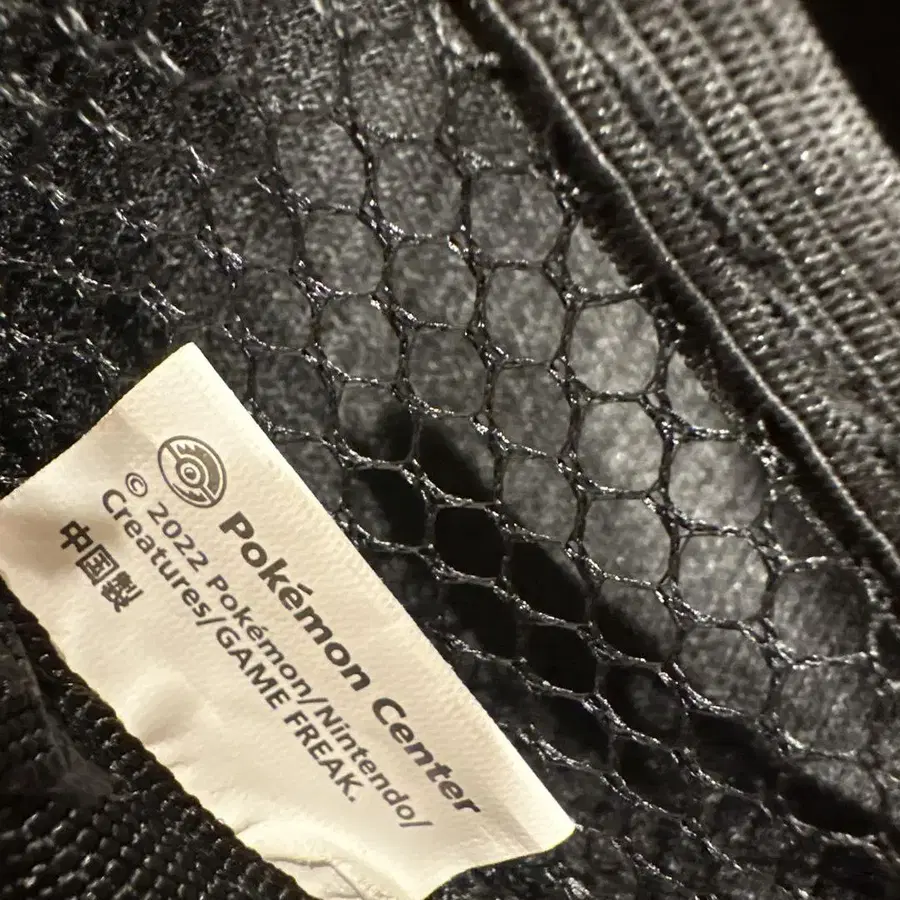 Pokémon Center
© 2022 Pokémon/Nintendo/
Creatures/GAME FREAK.
中国製